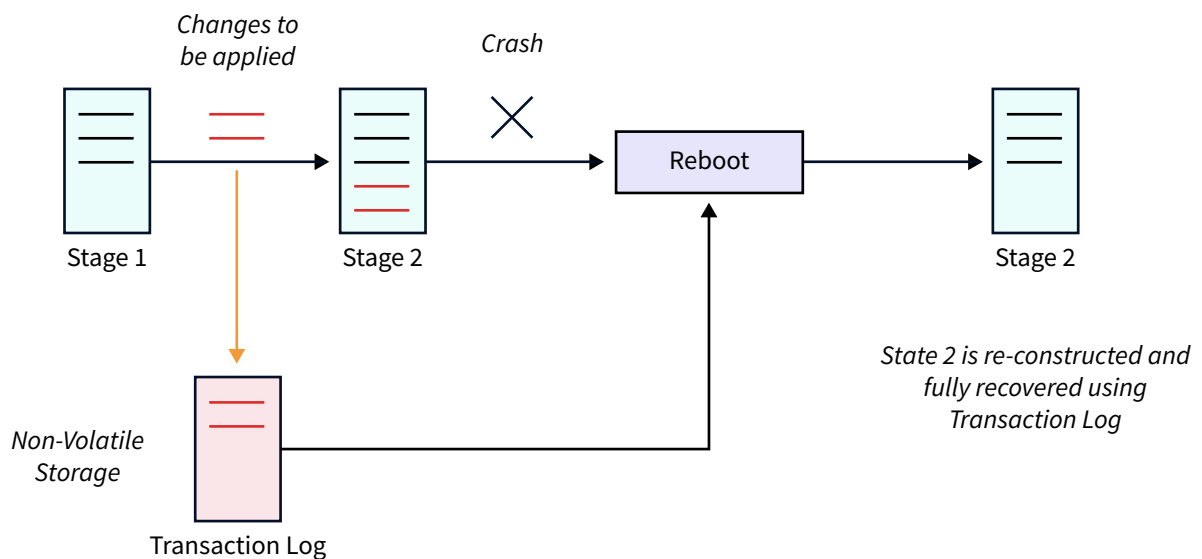 Changes to
be applied
Crash
Reboot
Stage 1
Stage 2
Stage 2
State 2 is re-constructed and
fully recovered using
Transaction Log
Non-Volatile
Storage
Transaction Log